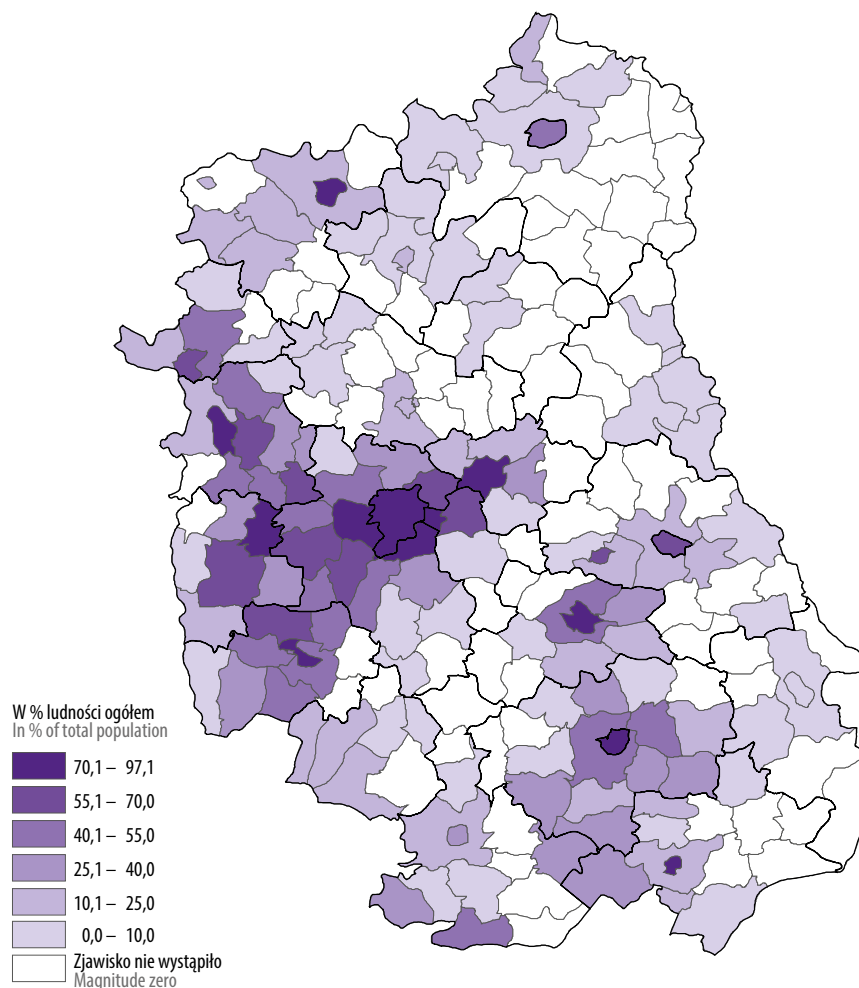 W % ludności ogółem
In % of total population
70,1 – 97,1
55,1 – 70,0
40,1 – 55,0
25,1 – 40,0
10,1 – 25,0
0,0 – 10,0
Zjawisko nie wystąpiło
Magnitude zero